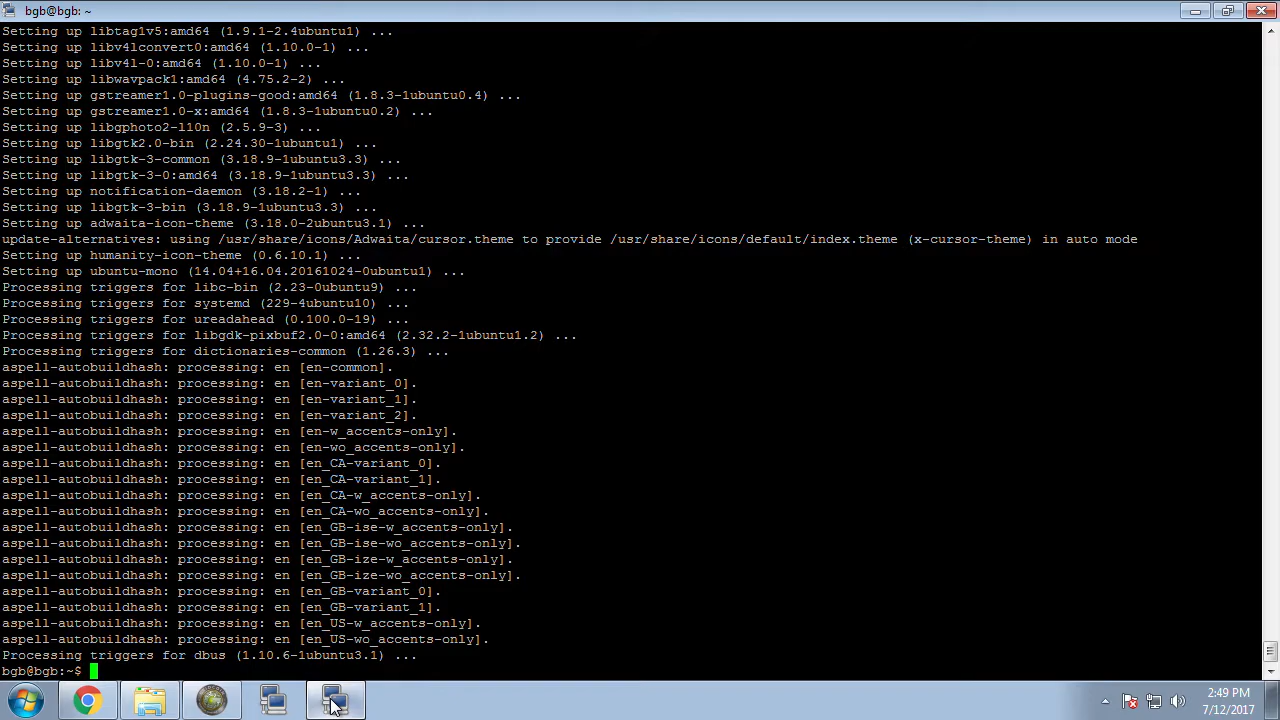 bgb@bgb: ~
Setting up libtag1v5:amd64 (1.9.1-2.4ubuntu1) ...
Setting up libv4lconvert0:amd64 (1.10.0-1) ...
Setting up libv4l-0:amd64 (1.10.0-1) ...
Setting up libwavpack1:amd64 (4.75.2-2) ...
Setting up gstreamer1.0-plugins-good:amd64 (1.8.3-1ubuntu0.4) ...
Setting up gstreamer1.0-x:amd64 (1.8.3-1ubuntu0.2) ...
Setting up libgphoto2-l10n (2.5.9-3) ...
Setting up libgtk2.0-bin (2.24.30-1ubuntu1) ...
Setting up libgtk-3-common (3.18.9-1ubuntu3.3) ...
Setting up libgtk-3-0:amd64 (3.18.9-1ubuntu3.3) ...
Setting up notification-daemon (3.18.2-1) ...
Setting up libgtk-3-bin (3.18.9-1ubuntu3.3) ...
Setting up adwaita-icon-theme (3.18.0-2ubuntu3.1) ...
update-alternatives: using /usr/share/icons/Adwaita/cursor.theme to provide /usr/share/icons/default/index.theme (x-cursor-theme) in auto mode
Setting up humanity-icon-theme (0.6.10.1) ...
Setting up ubuntu-mono (14.04+16.04.20161024-0ubuntu1) ...
Processing triggers for libc-bin (2.23-0ubuntu9) ...
Processing triggers for systemd (229-4ubuntu10) ...
Processing triggers for ureadahead (0.100.0-19) ...
Processing triggers for libgdk-pixbuf2.0-0:amd64 (2.32.2-1ubuntu1.2) ...
Processing triggers for dictionaries-common (1.26.3) ...
aspell-autobuildhash: processing: en [en-common].
aspell-autobuildhash: processing: en [en-variant_0].
aspell-autobuildhash: processing: en [en-variant_1].
aspell-autobuildhash: processing: en [en-variant_2].
aspell-autobuildhash: processing: en [en-w_accents-only].
aspell-autobuildhash: processing: en [en-wo_accents-only].
aspell-autobuildhash: processing: en [en_CA-variant_0].
aspell-autobuildhash: processing: en [en_CA-variant_1].
aspell-autobuildhash: processing: en [en_CA-w_accents-only].
aspell-autobuildhash: processing: en [en_CA-wo_accents-only].
aspell-autobuildhash: processing: en [en_GB-ise-w_accents-only].
aspell-autobuildhash: processing: en [en_GB-ise-wo_accents-only].
aspell-autobuildhash: processing: en [en_GB-ize-w_accents-only].
aspell-autobuildhash: processing: en [en_GB-ize-wo_accents-only].
aspell-autobuildhash: processing: en [en_GB-variant_0].
aspell-autobuildhash: processing: en [en_GB-variant_1].
aspell-autobuildhash: processing: en [en_US-w_accents-only].
aspell-autobuildhash: processing: en [en_US-wo_accents-only].
Processing triggers for dbus (1.10.6-1ubuntu3.1) ...
bgb@bgb:~$
2:49 PM
7/12/2017